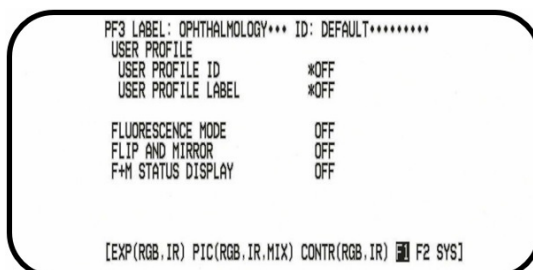 PF3 LABEL: OPHTHALMOLOGY*** ID: DEFAULT*********
USER PROFILE
USER PROFILE ID *OFF
USER PROFILE LABEL *OFF
FLUORESCENCE MODE OFF
FLIP AND MIRROR OFF
F+M STATUS DISPLAY OFF
[EXP(RGB,IR) PIC(RGB,IR,MIX) CONTR(RGB,IR) F1 F2 SYS]